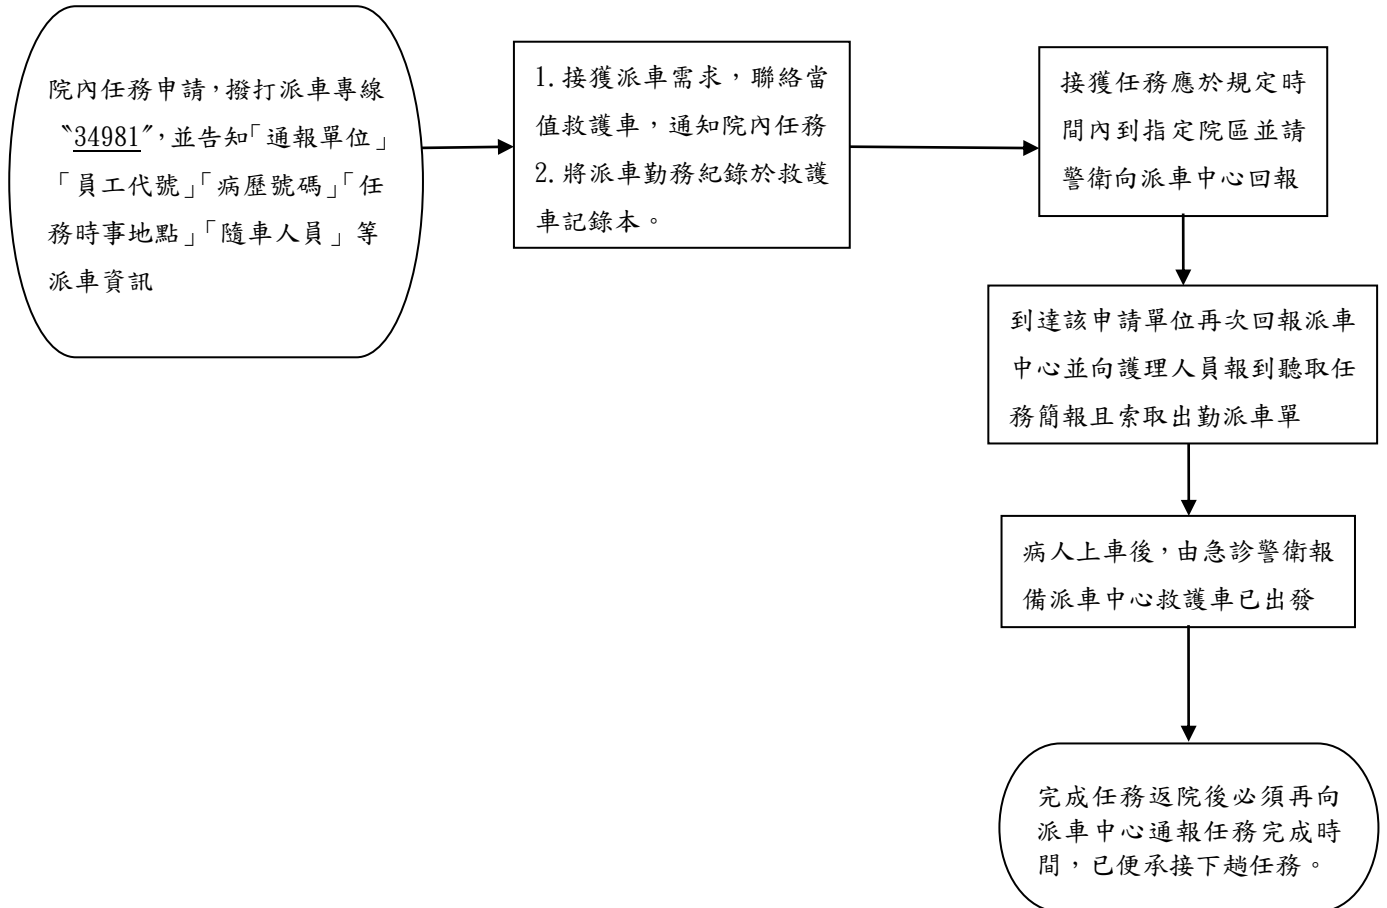 院內任務申請，撥打派車專線
〝34981〞，並告知「通報單位」
「員工代號」「病歷號碼」「任
務時事地點」「隨車人員」等
派車資訊
1.接獲派車需求，聯絡當
值救護車，通知院內任務
2.將派車勤務紀錄於救護
車記錄本。
接獲任務應於規定時
間內到指定院區並請
警衛向派車中心回報
到達該申請單位再次回報派車
中心並向護理人員報到聽取任
務簡報且索取出勤派車單
病人上車後，由急診警衛報
備派車中心救護車已出發
完成任務返院後必須再向
派車中心通報任務完成時
間，已便承接下趟任務。